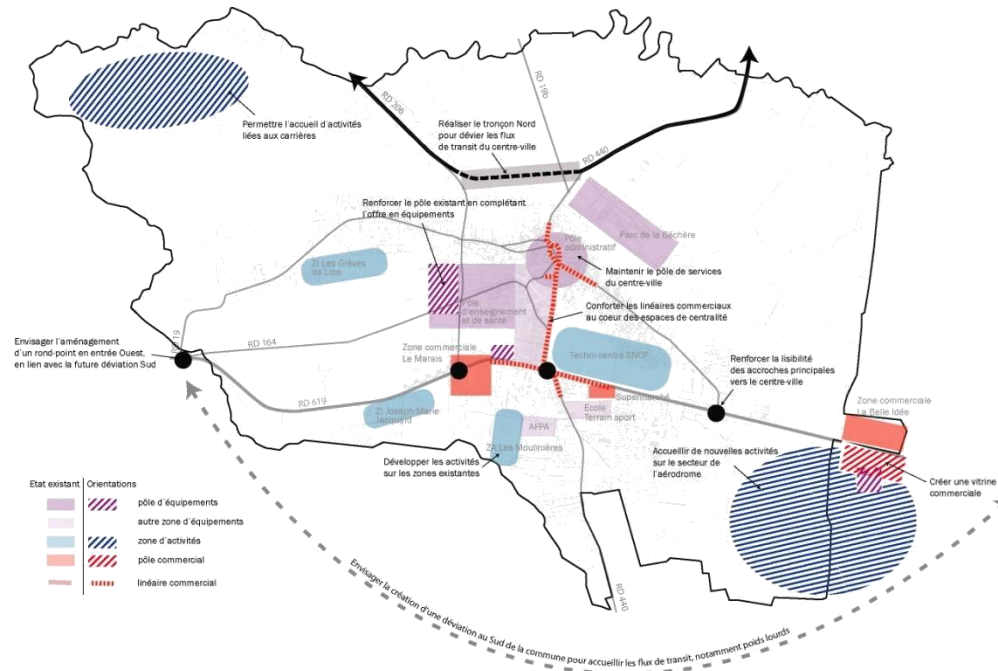 RD 206
RD 196
Permettre l'accueil d'activités
liées aux carrières
Réaliser le tronçon Nord
pour dévier les flux
de transit du centre-ville
RD 440
Renforcer le pôle existant en complétant
l'offre en équipements
Parc de la Béchère
Pôle
administratif
ZI Les Grèves
de Lion
Maintenir le pôle de services
du centre-ville
Pôle
d'enseignement
et de santé
Conforter les linéaires commerciaux
au coeur des espaces de centralité
Envisager l'aménagement
d'un rond-point en entrée Ouest,
en lien avec la future déviation Sud
RD 19
RD 164
Zone commerciale
Le Marais
Techni-centre SNCF
Renforcer la lisibilité
des accroches principales
vers le centre-ville
RD 619
ZI Joseph-Marie
Jacquard
Supermarché
Ecole
Terrain sport
AFPA
ZA Les Moulinières
Zone commerciale
La Belle Idée
Développer les activités
sur les zones existantes
Accueillir de nouvelles activités
sur le secteur de
l'aérodrome
Créer une vitrine
commerciale
Etat existant
Orientations
pôle d'équipements
autre zone d'équipements
zone d'activités
pôle commercial
linéaire commercial
RD 440
Envisager la création d'une déviation au Sud de la commune pour accueillir les flux de transit, notamment poids lourds